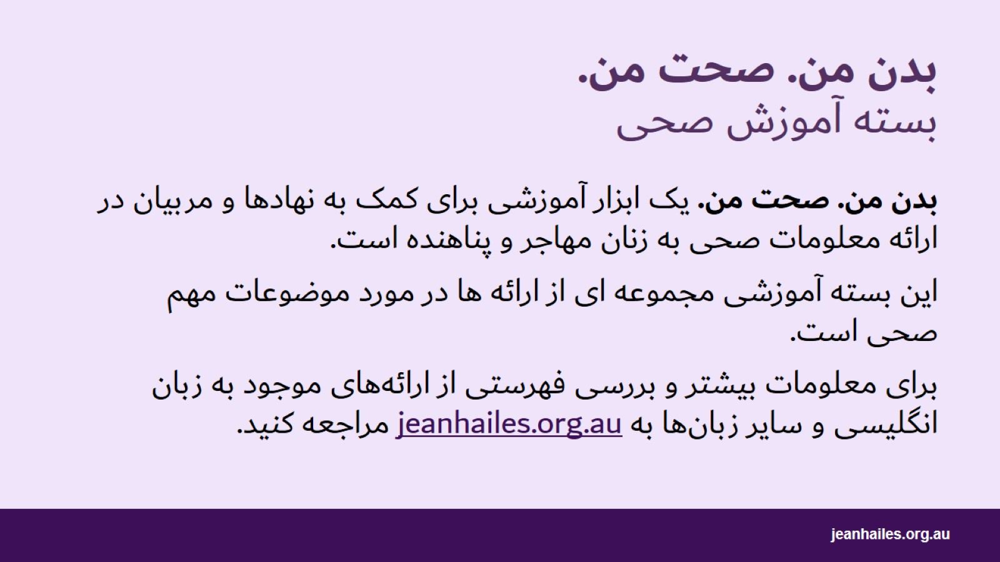 بدن من. صحت من.
بسته آموزش صحی
بدن من. صحت من. یک ابزار آموزشی برای کمک به نهادها و مربیان در
ارائه معلومات صحی به زنان مهاجر و پناهنده است.
این بسته آموزشی مجموعه ای از ارائه ها در مورد موضوعات مهم
صحی است.
برای معلومات بیشتر و بررسی فهرستی از ارائه‌های موجود به زبان
انگلیسی و سایر زبان‌ها به jeanhailes.org.au مراجعه کنید.
jeanhailes.org.au